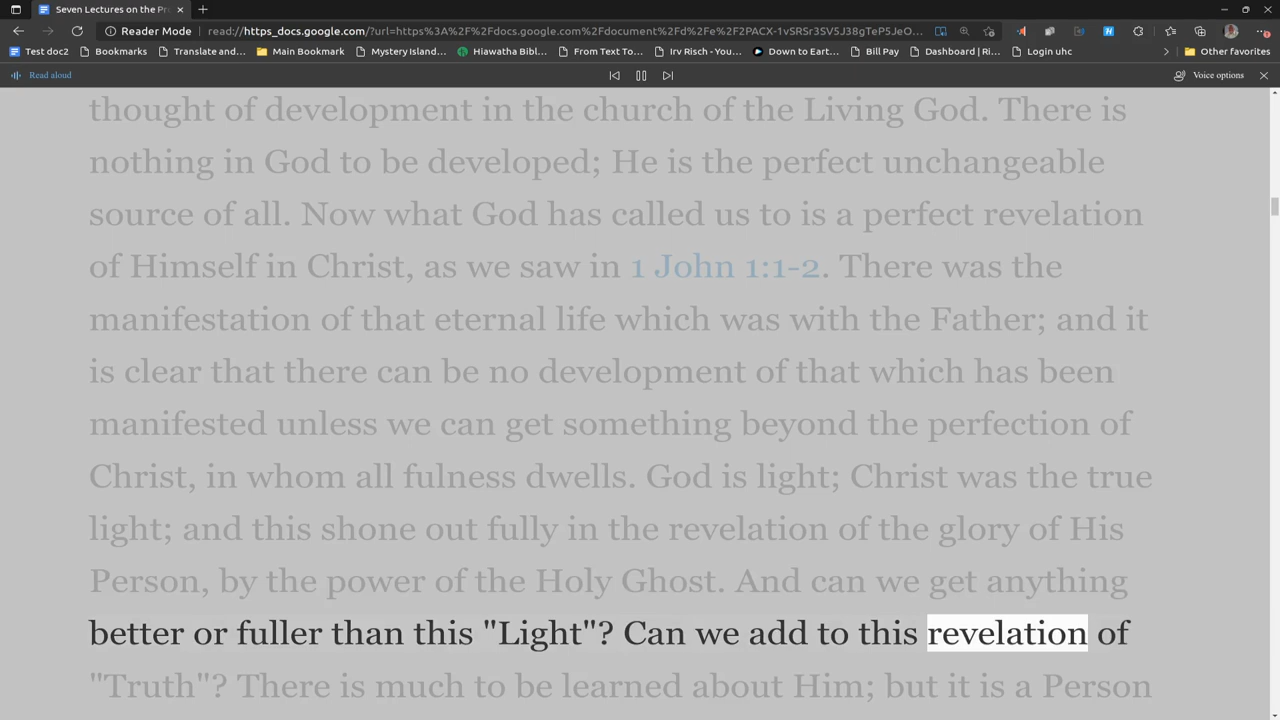 Seven Lectures on the Pro
Reader Mode
read://https_docs.google.com/?url=https%3A%2F%2Fdocs.google.com%2Fdocument%2Fd%2Fe%2F2PACX-1vSRSr3SV5J38gTeP5JeO...
Test doc2
Bookmarks
Translate and...
Main Bookmark
Mystery Island...
Hiawatha Bibl...
From Text To...
Irv Risch - You...
Down to Eart...
Bill Pay
Dashboard | Ri...
Login uhc
Other favorites
Read aloud
Voice options
thought of development in the church of the Living God. There is
nothing in God to be developed; He is the perfect unchangeable
source of all. Now what God has called us to is a perfect revelation
of Himself in Christ, as we saw in 1 John 1:1-2. There was the
manifestation of that eternal life which was with the Father; and it
is clear that there can be no development of that which has been
manifested unless we can get something beyond the perfection of
Christ, in whom all fulness dwells. God is light; Christ was the true
light; and this shone out fully in the revelation of the glory of His
Person, by the power of the Holy Ghost. And can we get anything
better or fuller than this "Light"? Can we add to this revelation of
"Truth"? There is much to be learned about Him; but it is a Person